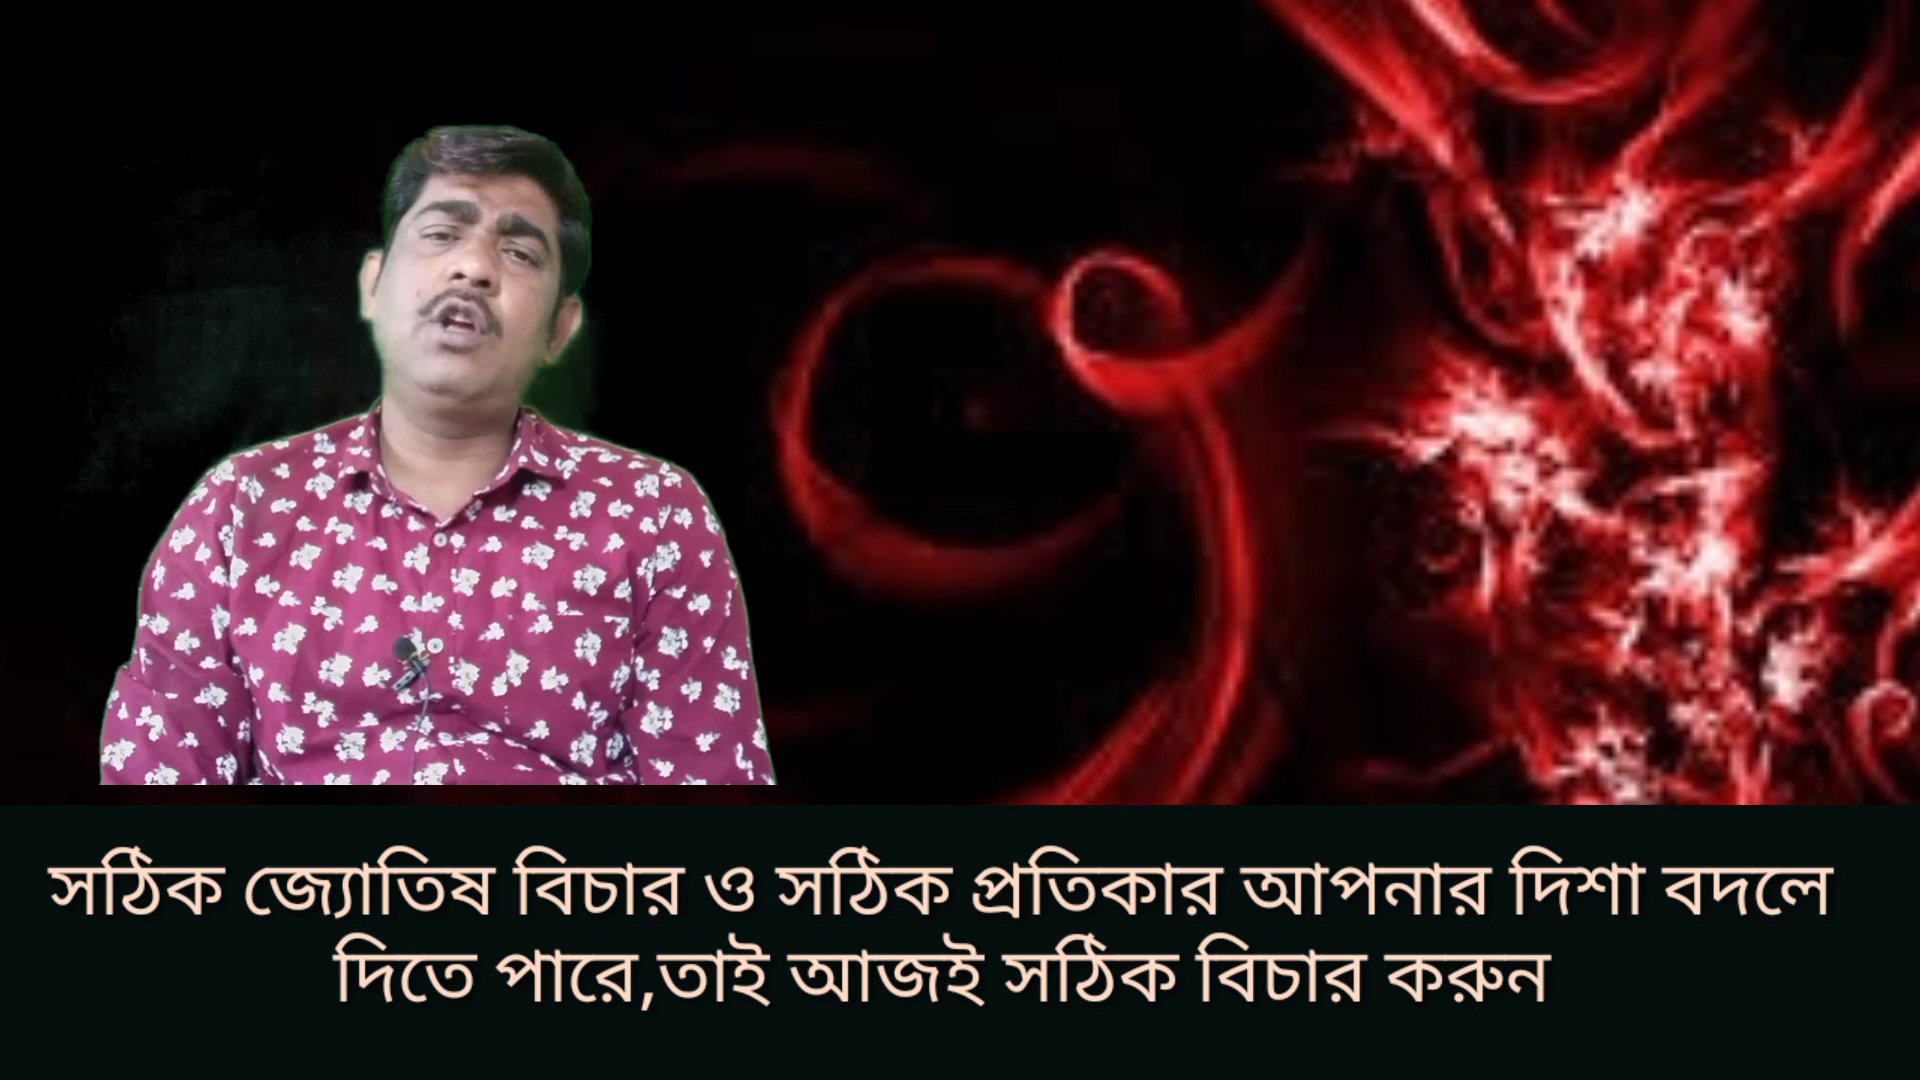 সঠিক জ্যোতিষ বিচার ও সঠিক প্রতিকার আপনার দিশা বদলে
দিতে পারে,তাই আজই সঠিক বিচার করুন